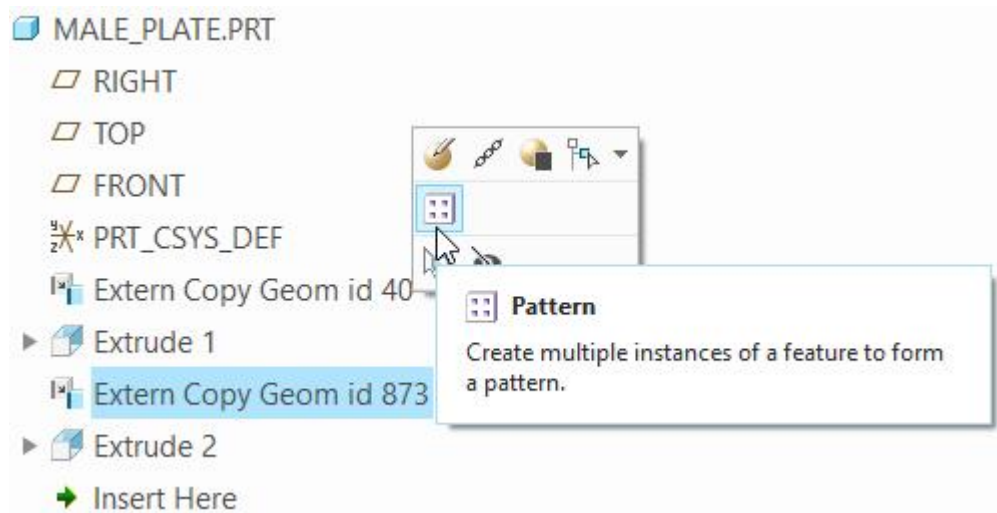 MALE_PLATE.PRT
RIGHT
TOP
FRONT
PRT_CSYS_DEF
Extern Copy Geom id 40
Extrude 1
Extern Copy Geom id 873
Extrude 2
Insert Here
Pattern
Create multiple instances of a feature to form
a pattern.